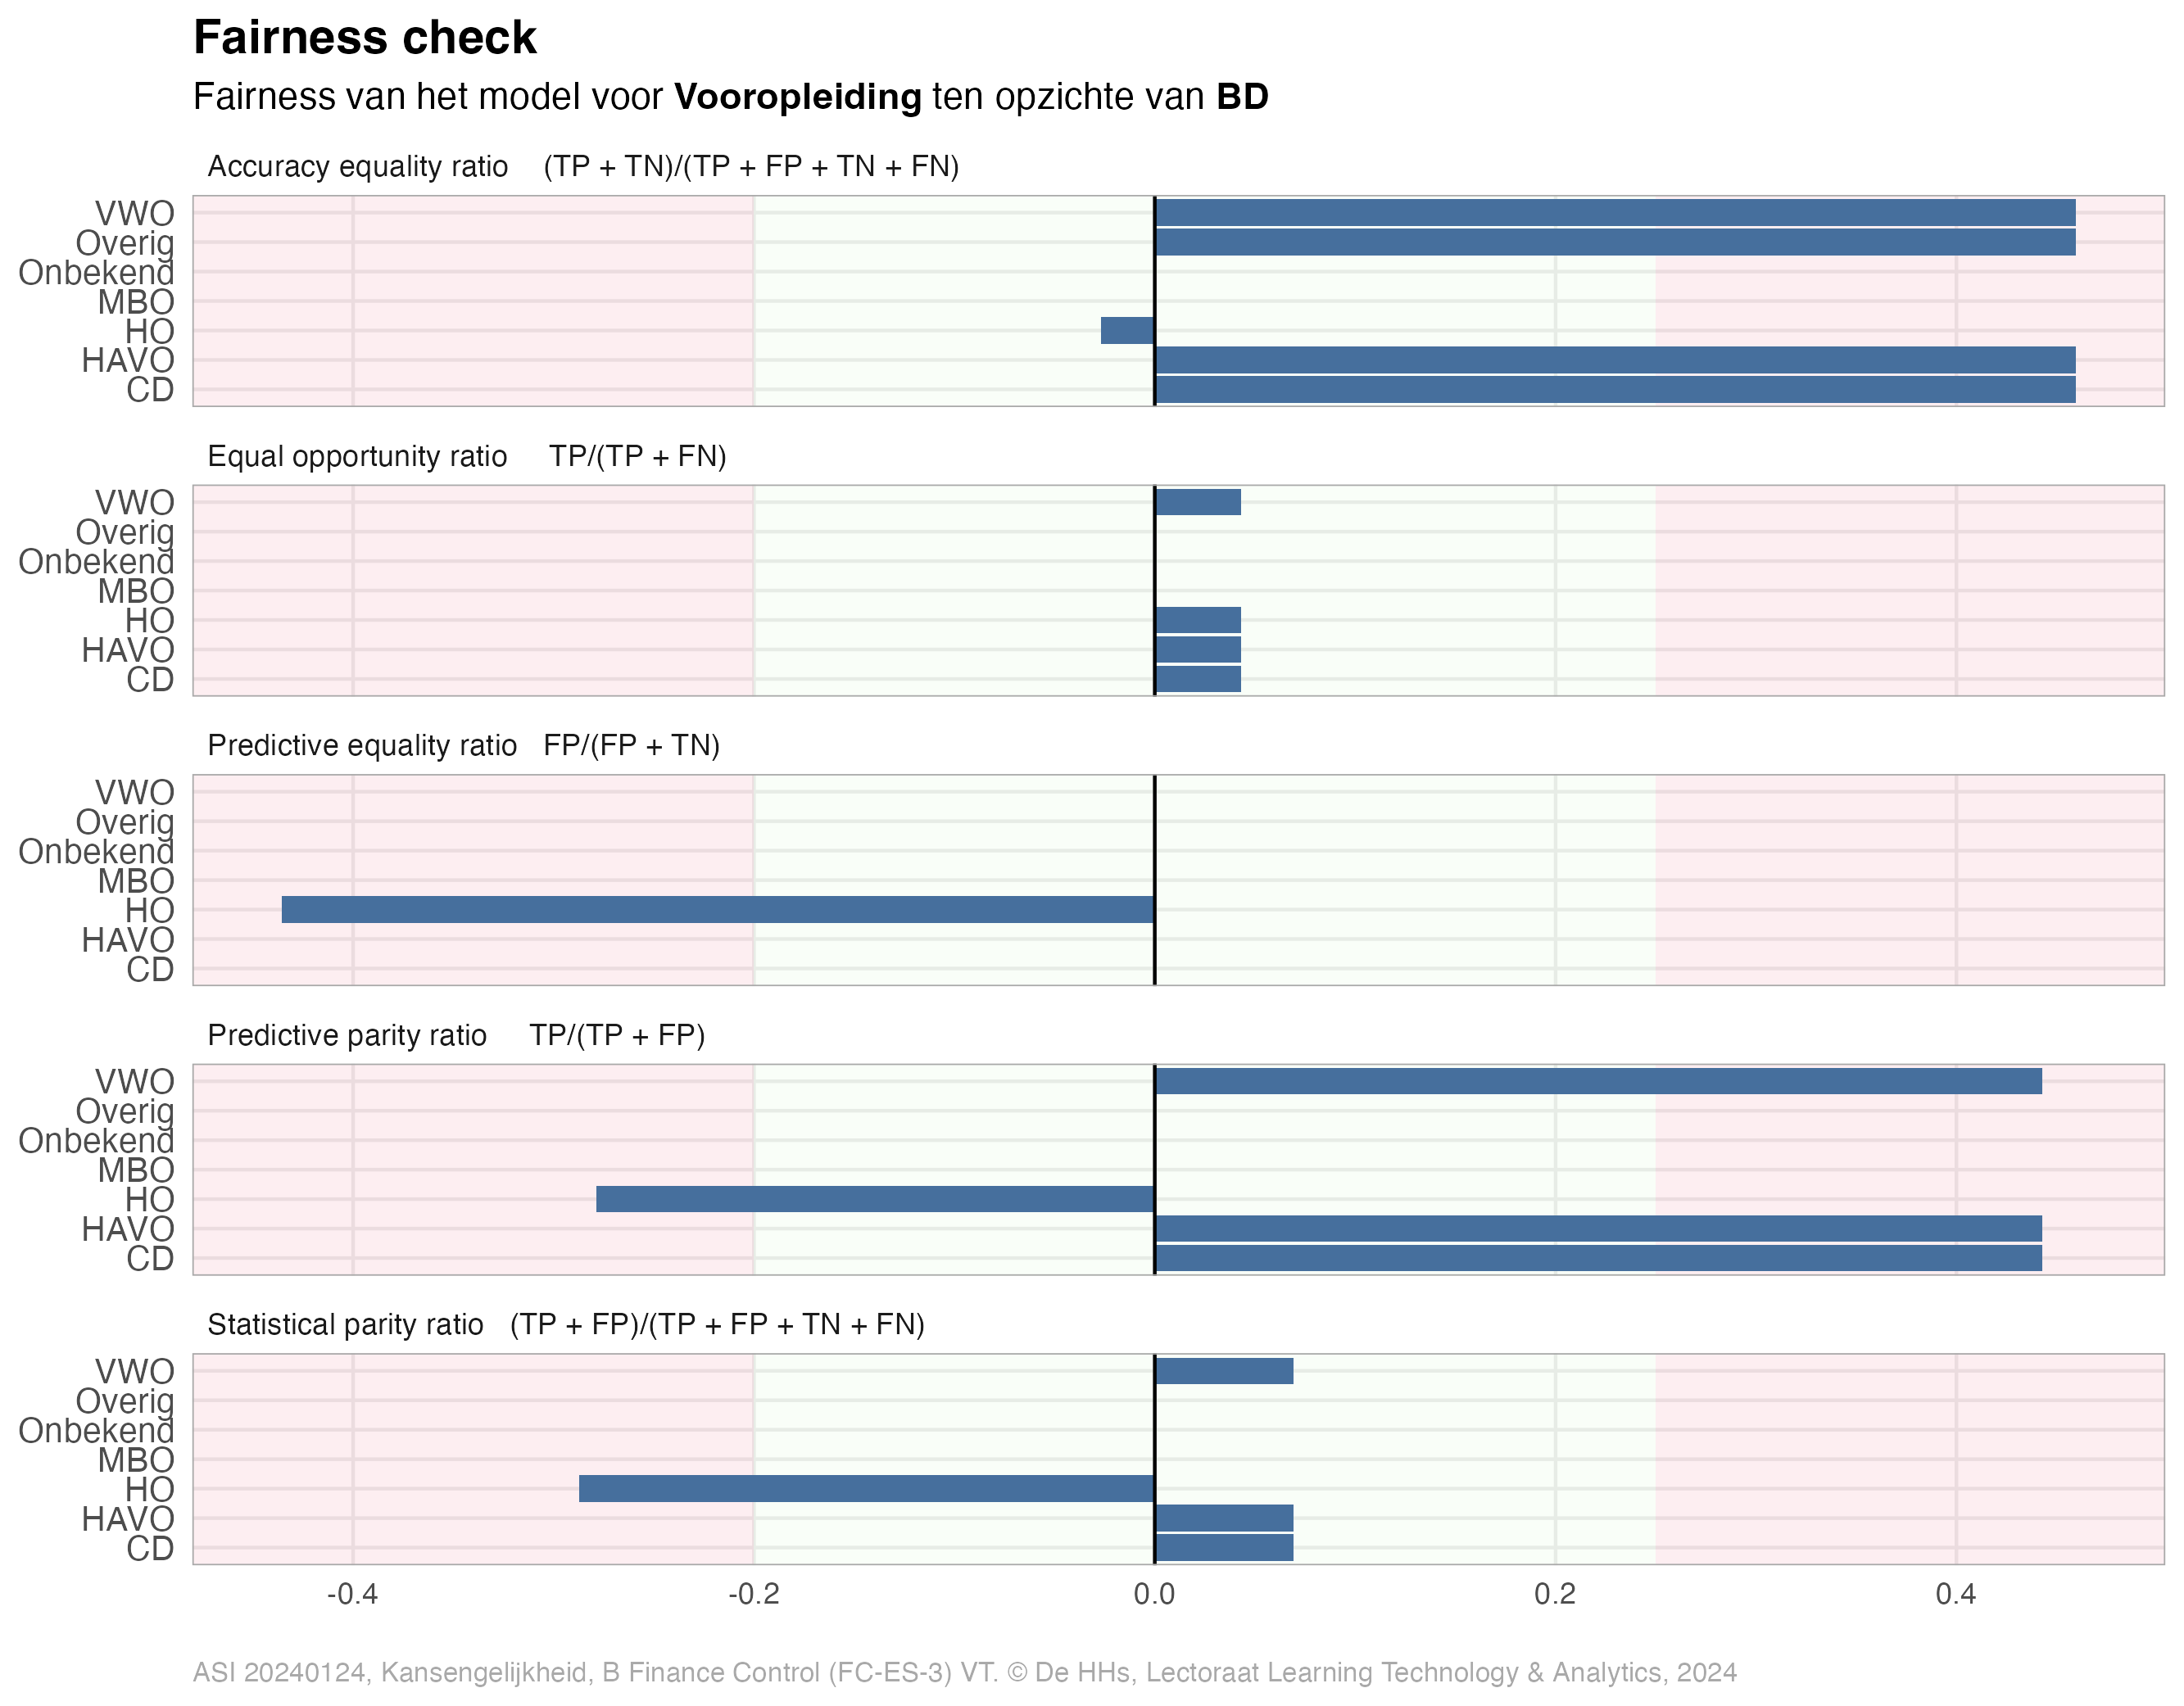 Fairness check
Fairness van het model voor Vooropleiding ten opzichte van BD
Accuracy equality ratio (TP + TN)/(TP + FP + TN + FN)
VWO
Overig
Onbekend
MBO
HO
HAVO
CD
Equal opportunity ratio TP/(TP + FN)
VWO
Overig
Onbekend
MBO
HO
HAVO
CD
Predictive equality ratio FP/(FP + TN)
VWO
Overig
Onbekend
MBO
HO
HAVO
CD
Predictive parity ratio TP/(TP + FP)
VWO
Overig
Onbekend
MBO
HO
HAVO
CD
Statistical parity ratio (TP + FP)/(TP + FP + TN + FN)
VWO
Overig
Onbekend
MBO
HO
HAVO
CD
-0.4 -0.2 0.0 0.2 0.4
ASI 20240124, Kansengelijkheid, B Finance Control (FC-ES-3) VT. © De HHs, Lectoraat Learning Technology & Analytics, 2024